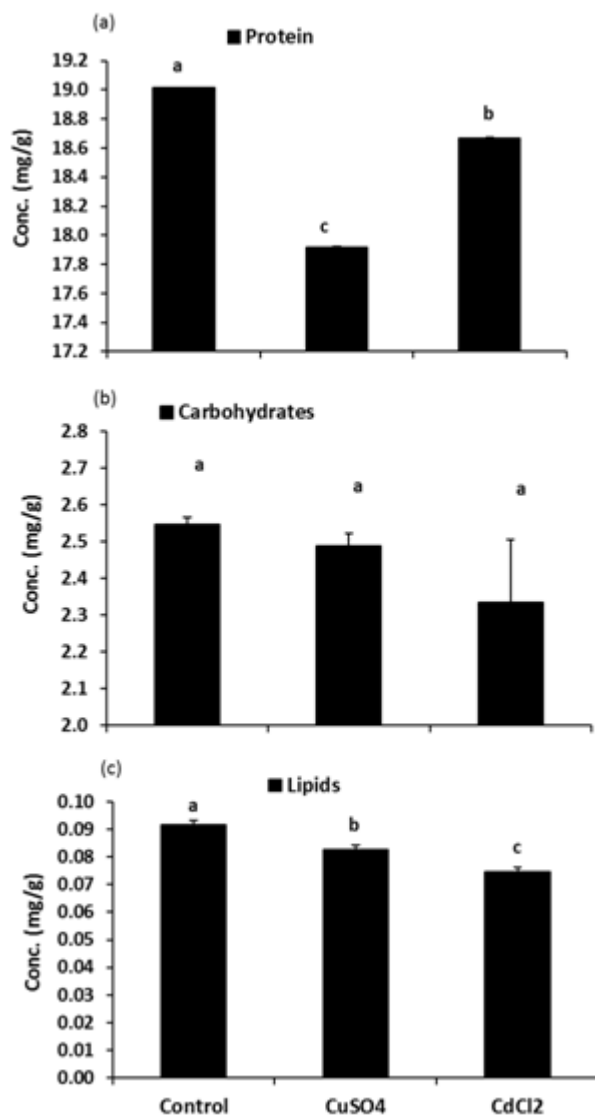 (a)
Protein
19.2
19.0
18.8
18.6
18.4
18.2
18.0
17.8
17.6
17.4
17.2
Conc. (mg/g)
a
c
b
(b)
Carbohydrates
2.8
2.7
2.6
2.5
2.4
2.3
2.2
2.1
2.0
Conc. (mg/g)
a
a
a
(c)
Lipids
0.10
0.09
0.08
0.07
0.06
0.05
0.04
0.03
0.02
0.01
0.00
Conc. (mg/g)
a
b
c
Control CuSO4 CdCl2